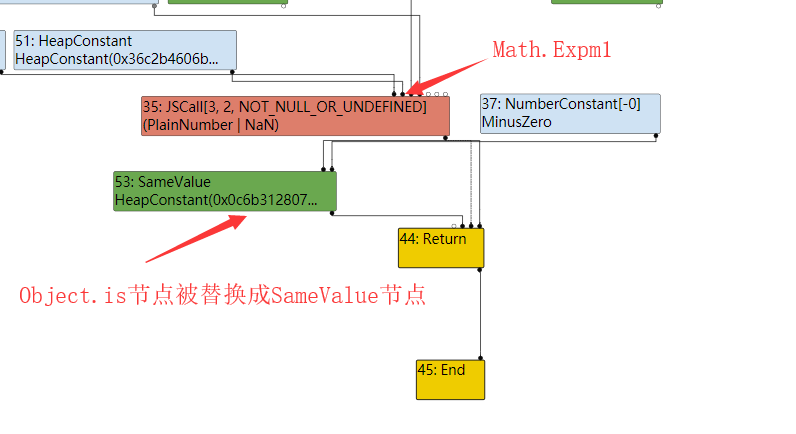 51: HeapConstant
HeapConstant(0x36c2b4606b...
Math.Expm1
35: JSCall[3, 2, NOT_NULL_OR_UNDEFINED]
(PlainNumber | NaN)
37: NumberConstant[-0]
MinusZero
53: SameValue
HeapConstant(0x0c6b312807...
44: Return
Object.is节点被替换成SameValue节点
45: End